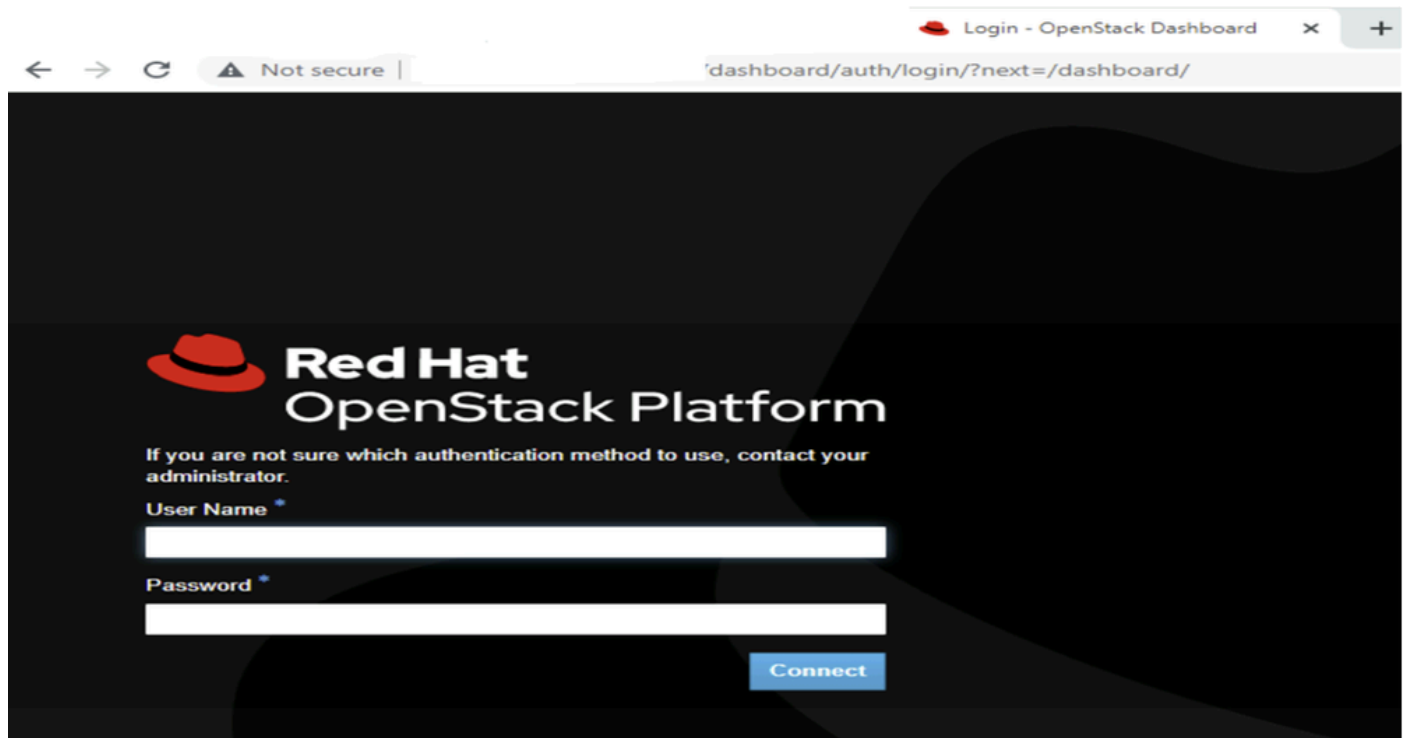 Login - OpenStack Dashboard
Not secure | /dashboard/auth/login/?next=/dashboard/
Red Hat
OpenStack Platform
If you are not sure which authentication method to use, contact your
administrator.
User Name *
Password *
Connect